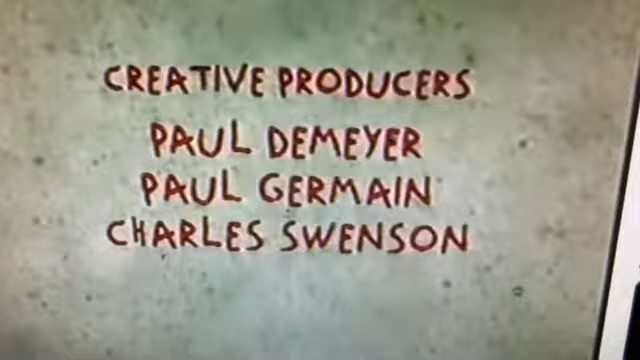 CREATIVE PRODUCERS
PAUL DEMEYER
PAUL GERMAIN
CHARLES SWENSON